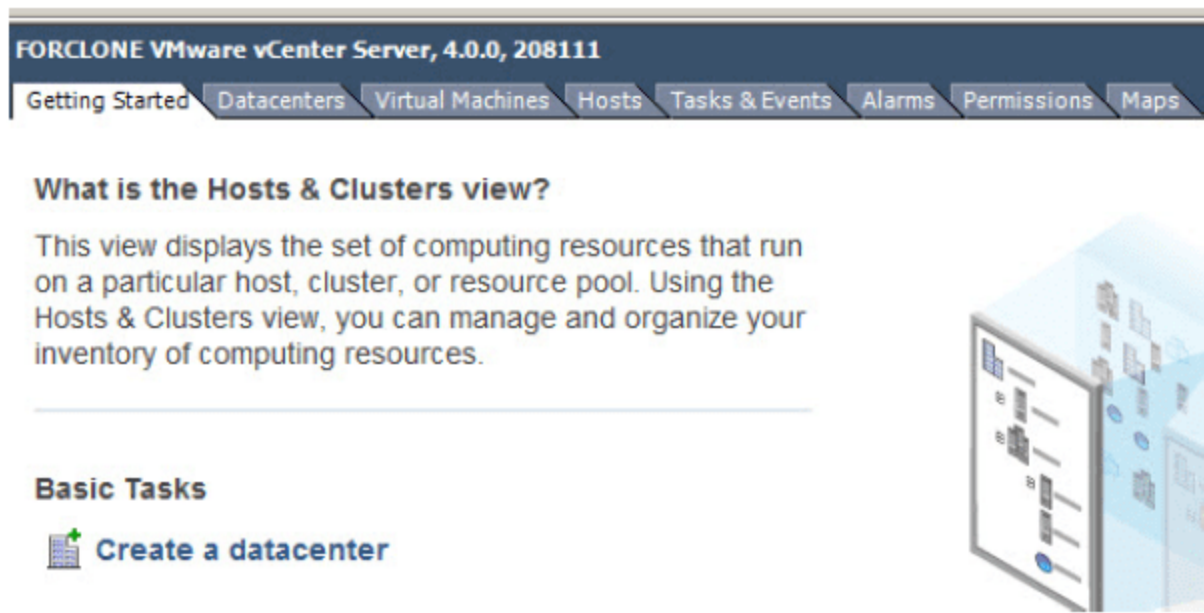 FORCLONE VMware vCenter Server, 4.0.0, 208111
Getting Started Datacenters Virtual Machines Hosts Tasks & Events Alarms Permissions Maps
What is the Hosts & Clusters view?
This view displays the set of computing resources that run
on a particular host, cluster, or resource pool. Using the
Hosts & Clusters view, you can manage and organize your
inventory of computing resources.
Basic Tasks
Create a datacenter